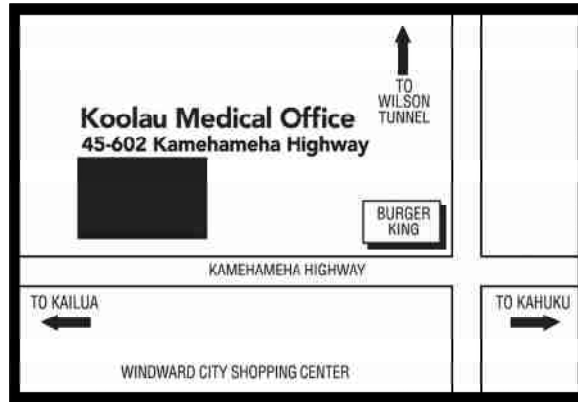 TO
WILSON
TUNNEL
Koolau Medical Office
45-602 Kamehameha Highway
BURGER
KING
KAMEHAMEHA HIGHWAY
TO KAILUA
TO KAHUKU
WINDWARD CITY SHOPPING CENTER